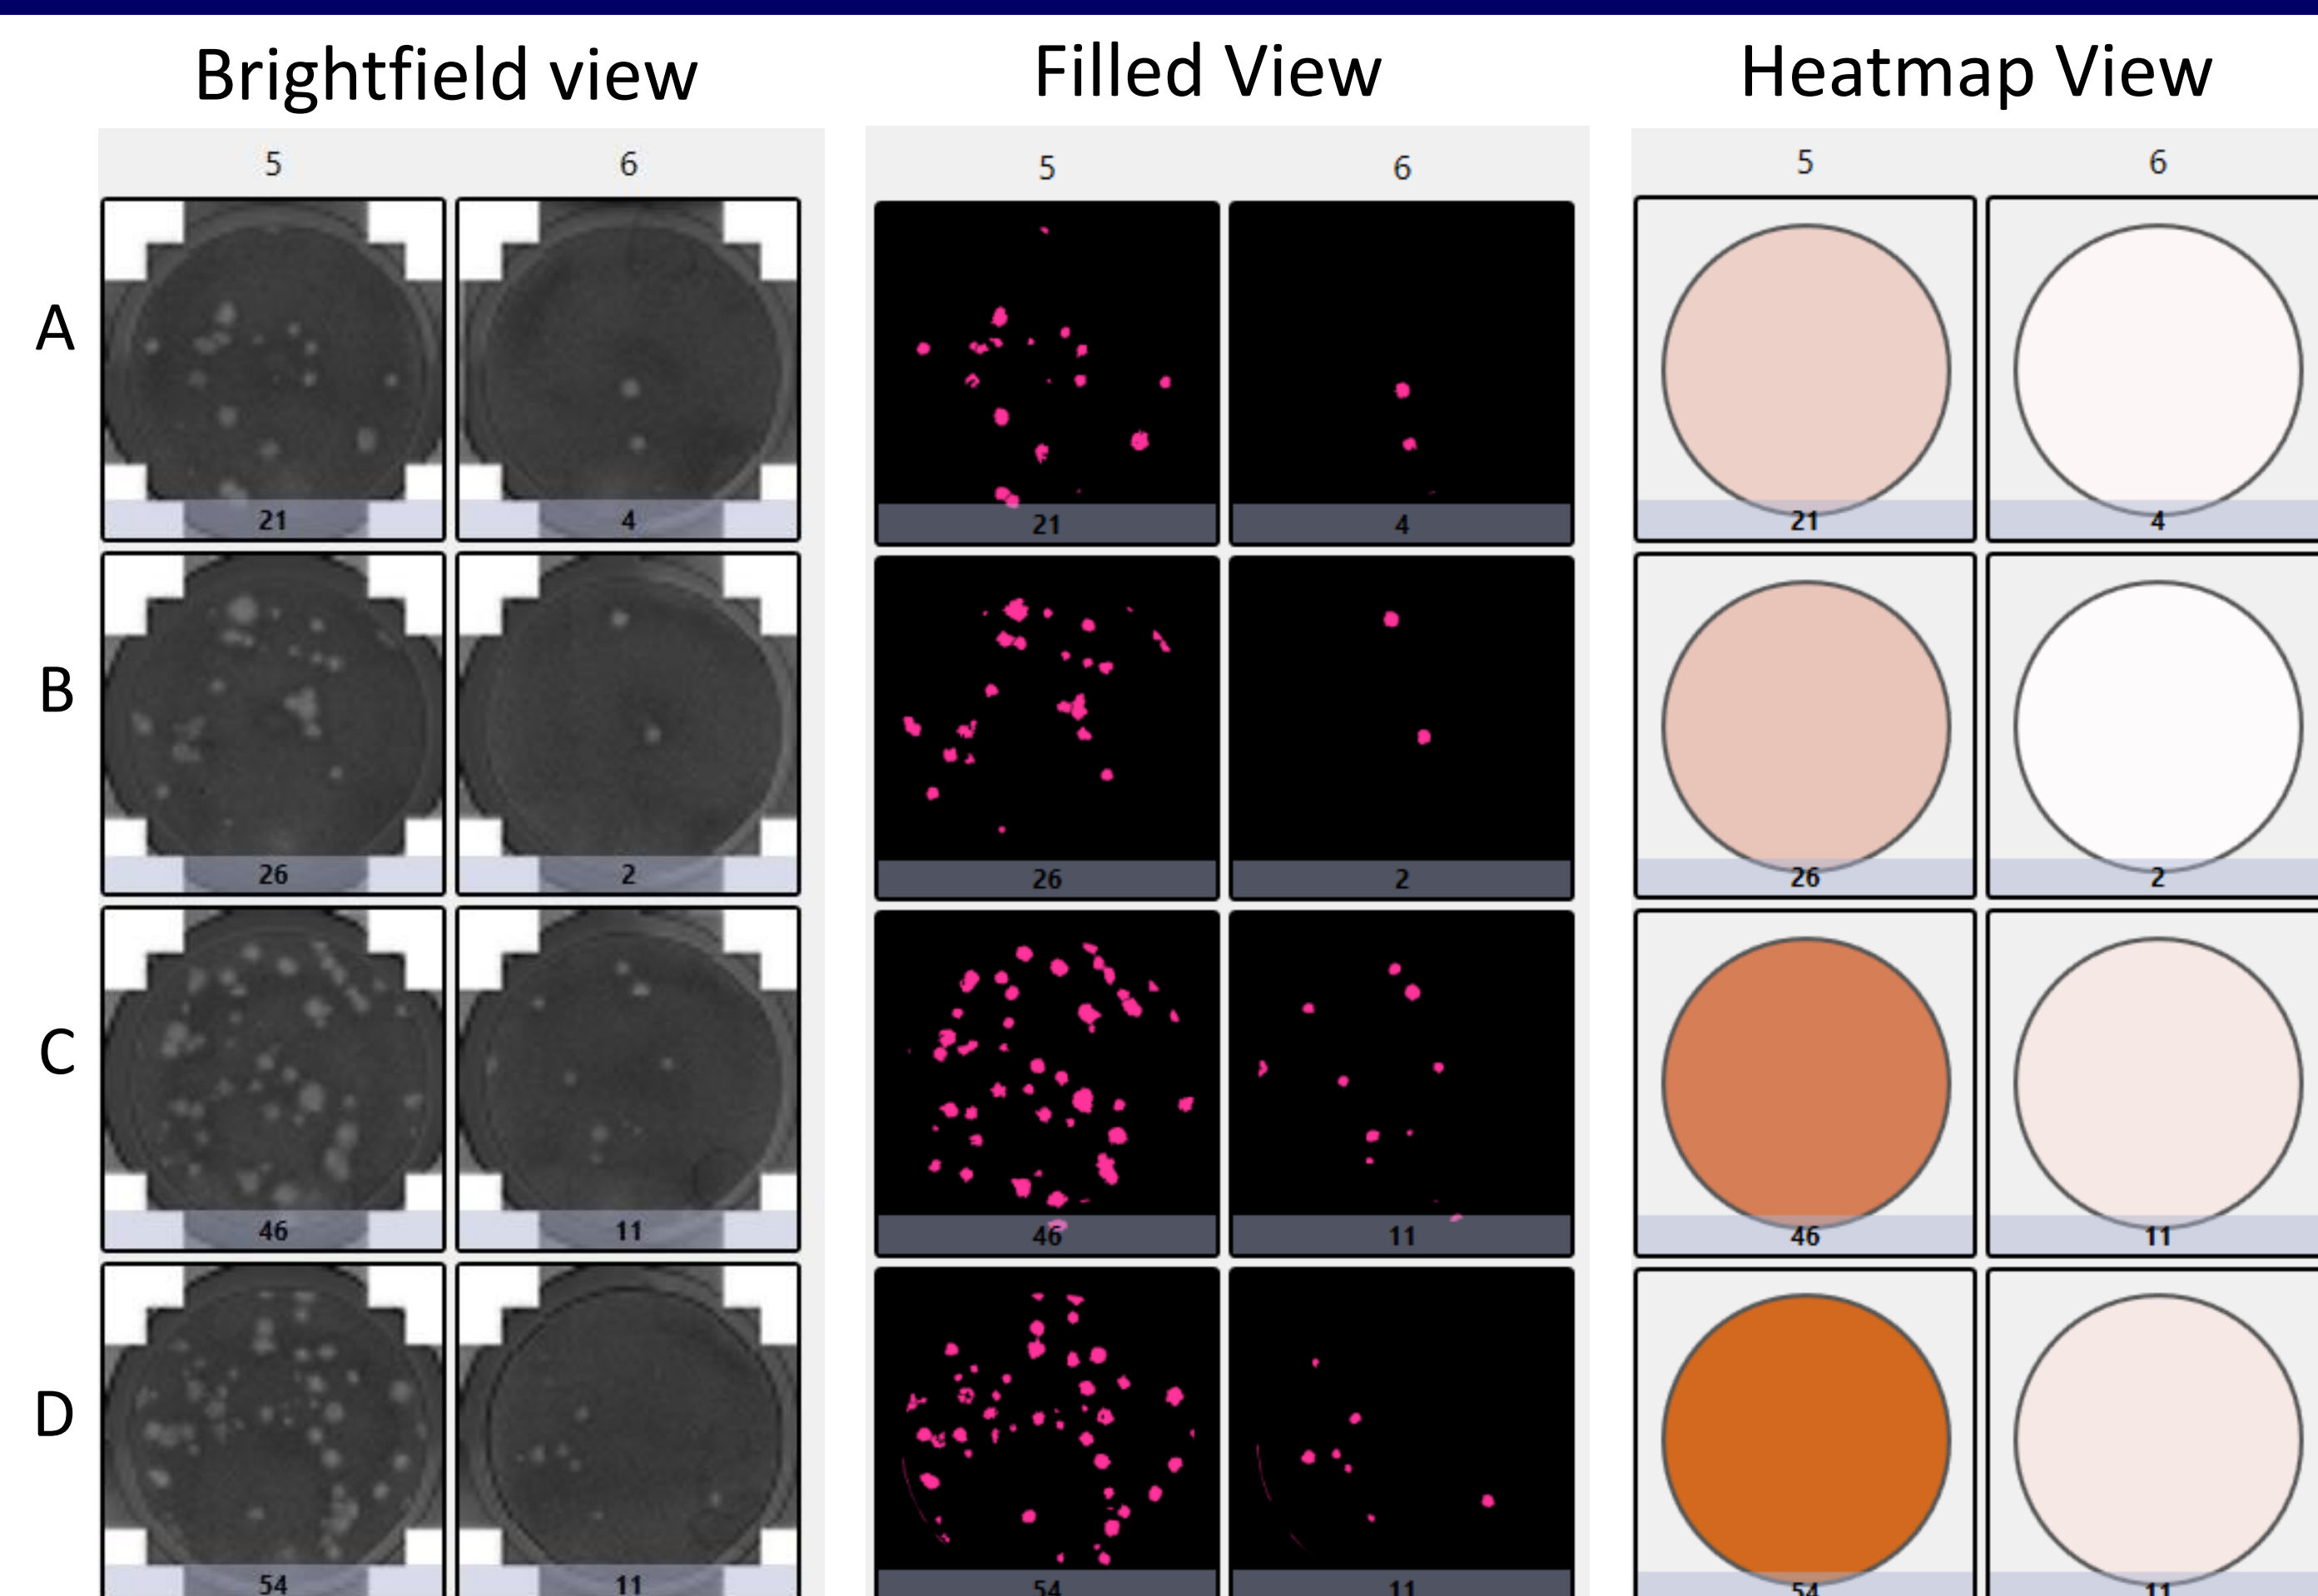 Brightfield view Filled View Heatmap View
5 6 5 6 5 6
A
21 4 21 4 21 4
B
26 2 26 2 26 2
C
46 11 46 11 46 11
D
54 11 54 11 54 11